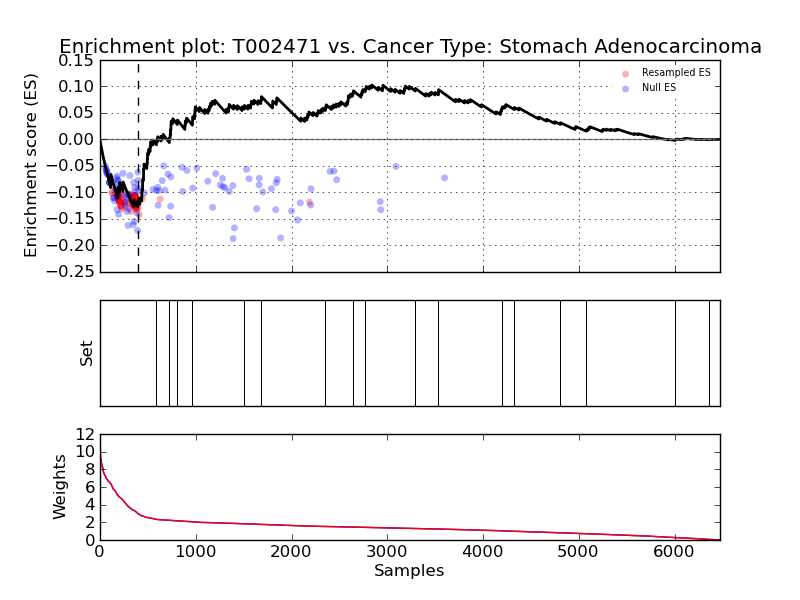 Enrichment plot: T002471 vs. Cancer Type: Stomach Adenocarcinoma
Enrichment score (ES)
0.15
0.10
0.05
0.00
−0.05
−0.10
−0.15
−0.20
−0.25
Resampled ES
Null ES
Set
Weights
12
10
8
6
4
2
0
0 1000 2000 3000 4000 5000 6000
Samples